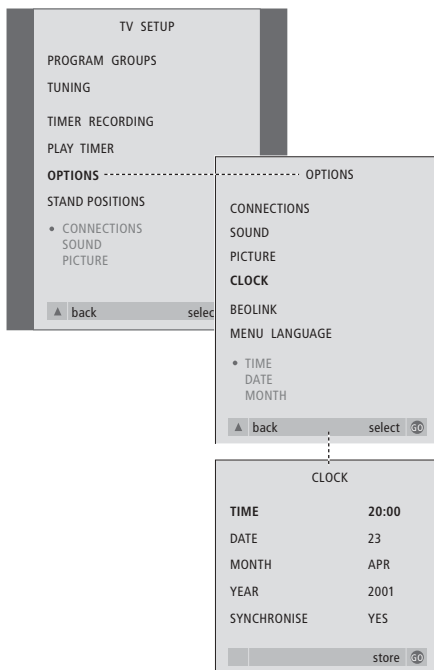 TV SETUP
PROGRAM GROUPS
TUNING
TIMER RECORDING
PLAY TIMER
OPTIONS
STAND POSITIONS
• CONNECTIONS
SOUND
PICTURE
▲ back selec
OPTIONS
CONNECTIONS
SOUND
PICTURE
CLOCK
BEOLINK
MENU LANGUAGE
• TIME
DATE
MONTH
▲ back select GO
CLOCK
TIME 20:00
DATE 23
MONTH APR
YEAR 2001
SYNCHRONISE YES
store GO